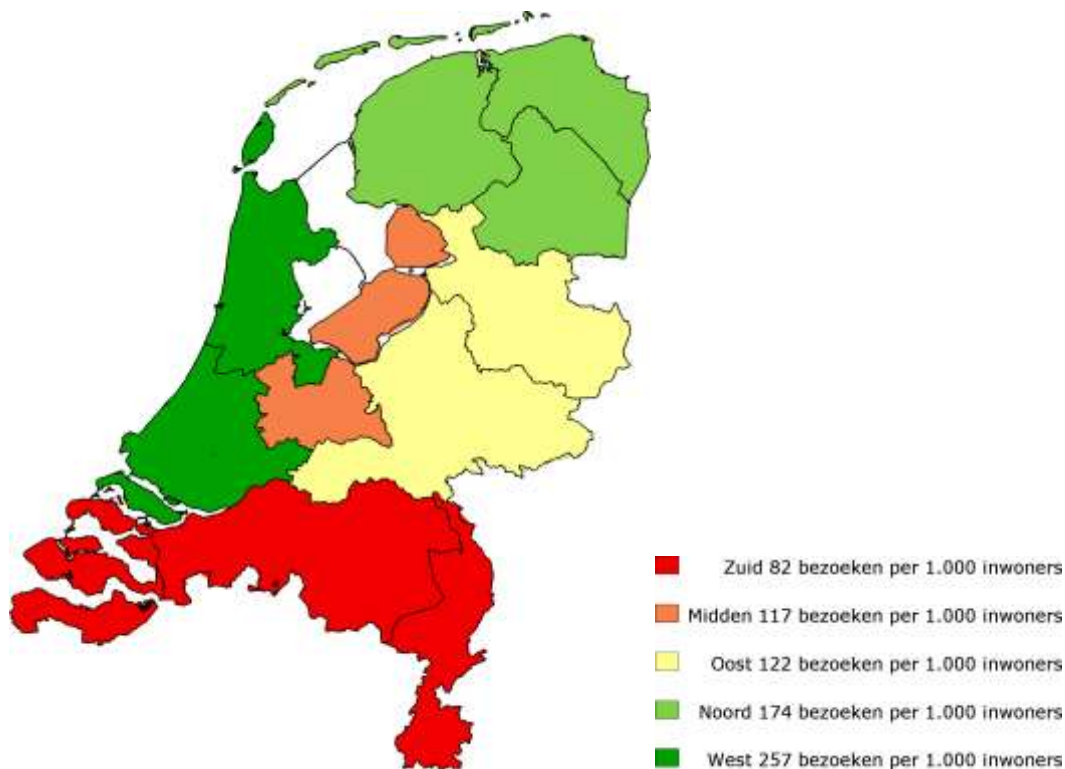 Zuid 82 bezoeken per 1.000 inwoners
Midden 117 bezoeken per 1.000 inwoners
Oost 122 bezoeken per 1.000 inwoners
Noord 174 bezoeken per 1.000 inwoners
West 257 bezoeken per 1.000 inwoners